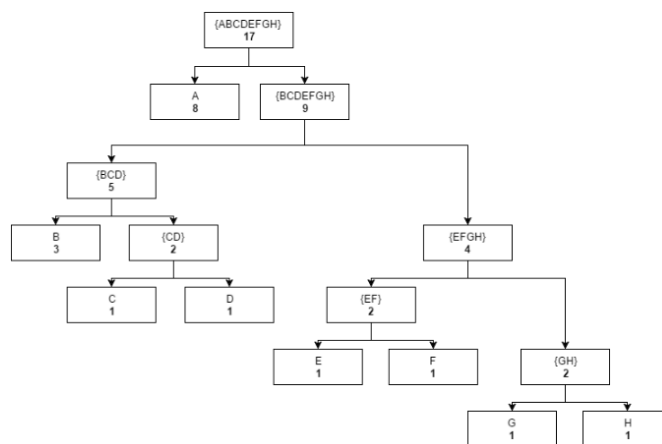 {ABCDEFGH}
17
A
8
{BCDEFGH}
9
{BCD}
5
B
3
{CD}
2
{EFGH}
4
C
1
D
1
{EF}
2
E
1
F
1
{GH}
2
G
1
H
1